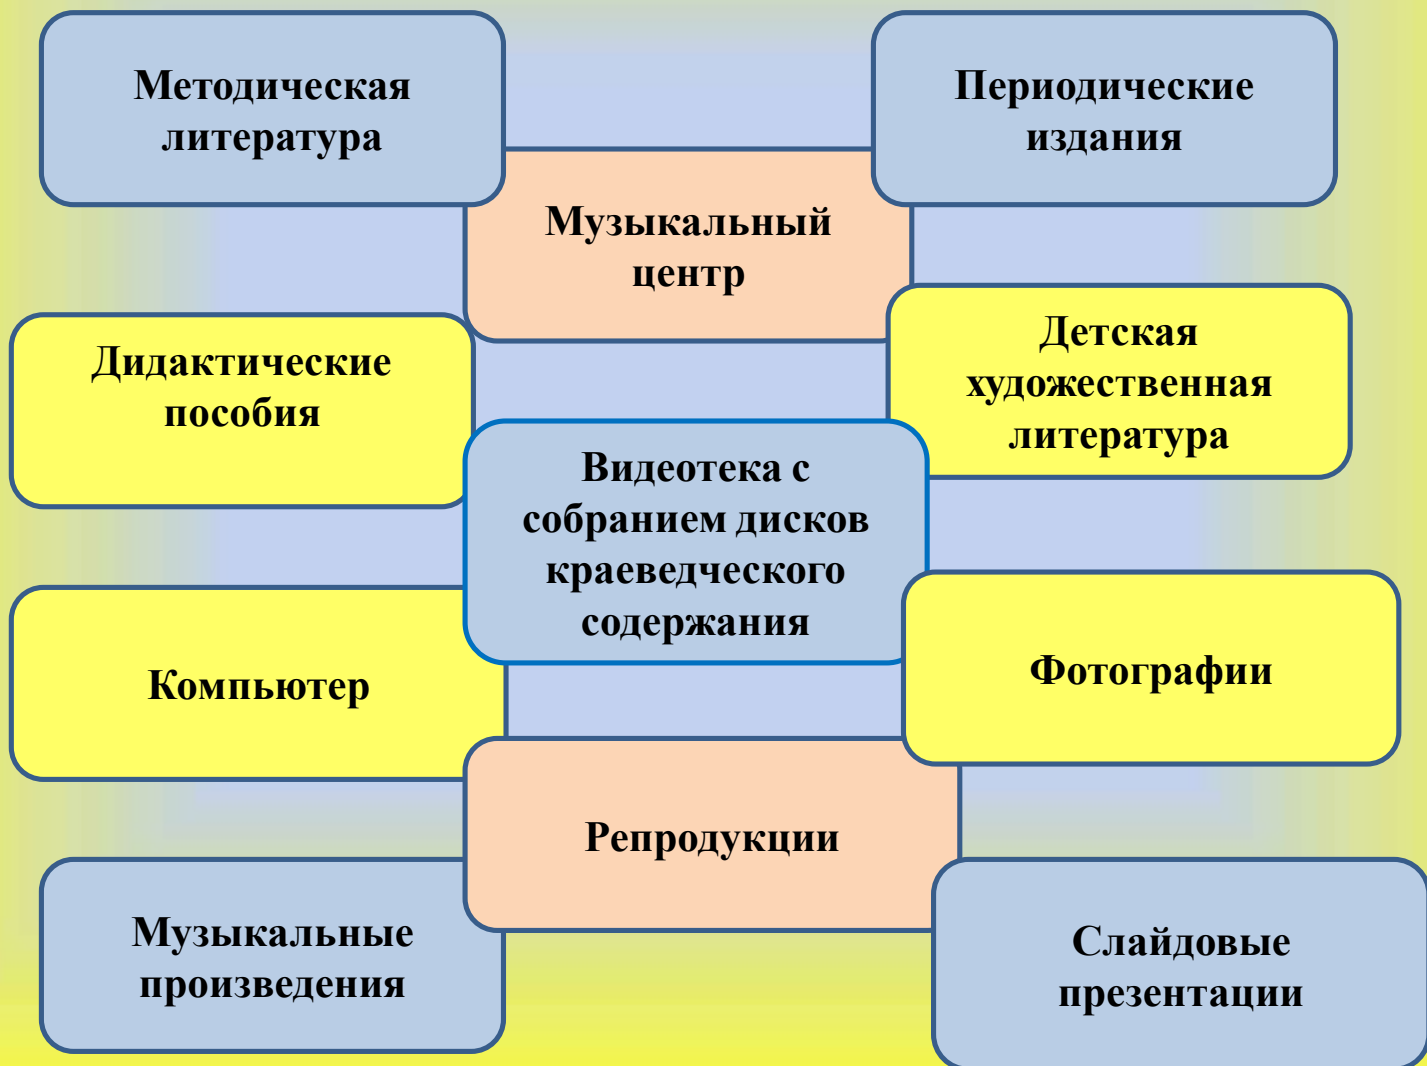 Методическая
литература
Периодические
издания
Музыкальный
центр
Дидактические
пособия
Детская
художественная
литература
Видеотека с
собранием дисков
краеведческого
содержания
Компьютер
Фотографии
Репродукции
Музыкальные
произведения
Слайдовые
презентации